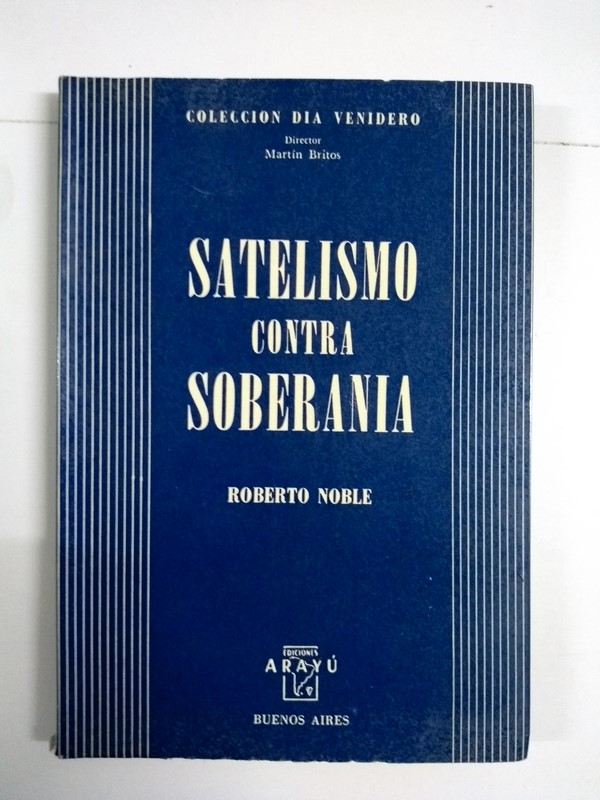 COLECCION DIA VENIDERO
Director
Martín Britos
SATELISMO
CONTRA
SOBERANIA
ROBERTO NOBLE
EDICIONES
ARAYÚ
BUENOS AIRES